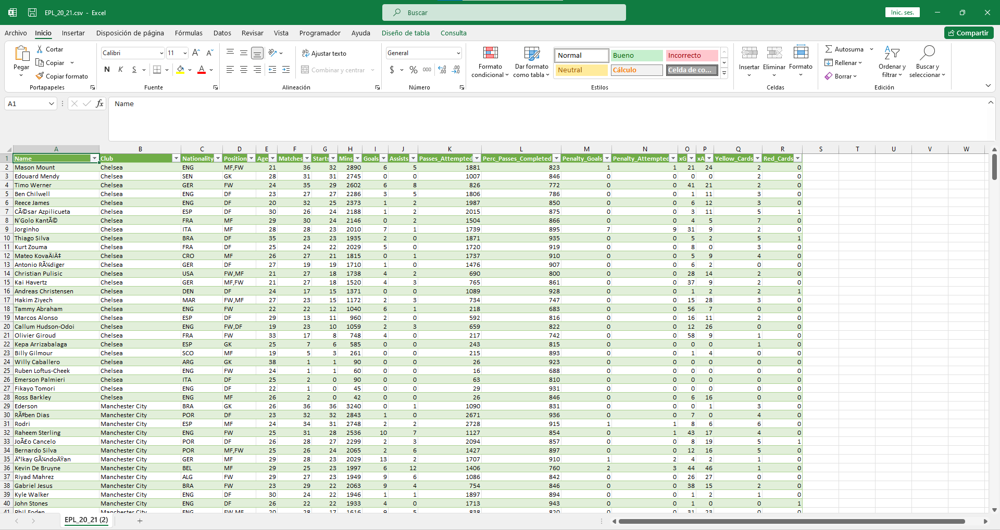 EPL_20_21.csv - Excel
Buscar
Inic. ses.
Archivo Inicio Insertar Disposición de página Fórmulas Datos Revisar Vista Programador Ayuda Diseño de tabla Consulta Compartir
Pegar Cortar Copiar Copiar formato Portapapeles
Calibri 11 N K S Fuente
Ajustar texto Combinar y centrar Alineación
General $ % 000 Número
Formato condicional Dar formato como tabla
Normal Bueno Incorrecto
Neutral Cálculo Celda de co...
Estilos
Insertar Eliminar Formato Celdas
Autosuma Rellenar Borrar Ordenar y filtrar Buscar y seleccionar Edición
A1 fx Name
A B C D E F G H I J K L M N O P Q R S T U V W
1 Name Club Nationality Position Age Matches Starts Mins Goals Assists Passes_Attempted Perc_Passes_Completed Penalty_Goals Penalty_Attempted xG xA Yellow_Cards Red_Cards
2 Mason Mount Chelsea ENG MF,FW 21 36 32 2890 6 5 1881 823 1 1 21 24 2 0
3 Edouard Mendy Chelsea SEN GK 28 31 31 2745 0 0 1007 846 0 0 0 0 2 0
4 Timo Werner Chelsea GER FW 24 35 29 2602 6 8 826 772 0 0 41 21 2 0
5 Ben Chilwell Chelsea ENG DF 23 27 27 2286 3 5 1806 786 0 0 1 11 3 0
6 Reece James Chelsea ENG DF 20 32 25 2373 1 2 1987 850 0 0 6 12 3 0
7 CÃ©sar Azpilicueta Chelsea ESP DF 30 26 24 2188 1 2 2015 875 0 0 3 11 5 1
8 N'Golo KantÃ© Chelsea FRA MF 29 30 24 2146 0 2 1504 866 0 0 4 5 7 0
9 Jorginho Chelsea ITA MF 28 28 23 2010 7 1 1739 895 7 9 31 9 2 0
10 Thiago Silva Chelsea BRA DF 35 23 23 1935 2 0 1871 935 0 0 5 2 5 1
11 Kurt Zouma Chelsea FRA DF 25 24 22 2029 5 0 1720 919 0 0 8 0 3 0
12 Mateo KovaÄiÄ‡ Chelsea CRO MF 26 27 21 1815 0 1 1737 910 0 0 5 9 4 0
13 Antonio RÃ¼diger Chelsea GER DF 27 19 19 1710 1 0 1476 907 0 0 6 2 0 0
14 Christian Pulisic Chelsea USA FW,MF 21 27 18 1738 4 2 690 800 0 0 28 14 2 0
15 Kai Havertz Chelsea GER MF,FW 21 27 18 1520 4 3 765 861 0 0 37 9 2 0
16 Andreas Christensen Chelsea DEN DF 24 17 15 1371 0 0 1089 928 0 0 1 2 2 1
17 Hakim Ziyech Chelsea MAR FW,MF 27 23 15 1172 2 3 734 747 0 0 15 28 3 0
18 Tammy Abraham Chelsea ENG FW 22 22 12 1040 6 1 218 683 0 0 56 7 0 0
19 Marcos Alonso Chelsea ESP DF 29 13 11 960 2 0 592 816 0 0 16 11 2 0
20 Callum Hudson-Odoi Chelsea ENG FW,DF 19 23 10 1059 2 3 659 822 0 0 12 26 0 0
21 Olivier Giroud Chelsea FRA FW 33 17 8 748 4 0 217 742 0 0 58 9 1 0
22 Kepa Arrizabalaga Chelsea ESP GK 25 7 6 585 0 0 243 815 0 0 0 0 1 0
23 Billy Gilmour Chelsea SCO MF 19 5 3 261 0 0 215 893 0 0 1 4 0 0
24 Willy Caballero Chelsea ARG GK 38 1 1 90 0 0 26 923 0 0 0 0 0 0
25 Ruben Loftus-Cheek Chelsea ENG FW 24 1 1 60 0 0 16 688 0 0 0 0 0 0
26 Emerson Palmieri Chelsea ITA DF 25 2 0 90 0 0 63 810 0 0 0 0 0 0
27 Fikayo Tomori Chelsea ENG DF 22 1 0 45 0 0 29 931 0 0 0 0 0 0
28 Ross Barkley Chelsea ENG MF 26 2 0 42 0 0 26 846 0 0 6 16 0 0
29 Ederson Manchester City BRA GK 26 36 36 3240 0 1 1090 831 0 0 0 1 3 0
30 RÃºben Dias Manchester City POR DF 23 32 32 2843 1 0 2671 936 0 0 7 0 4 0
31 Rodri Manchester City ESP MF 24 34 31 2748 2 2 2728 915 1 1 8 6 6 0
32 Raheem Sterling Manchester City ENG FW 25 31 28 2536 10 7 1127 854 0 1 43 17 4 0
33 JoÃ£o Cancelo Manchester City POR DF 26 28 27 2299 2 3 2094 857 0 0 8 19 5 1
34 Bernardo Silva Manchester City POR MF,FW 25 26 24 2065 2 6 1427 897 0 0 12 16 5 0
35 Ä°lkay GÃ¼ndoÄŸan Manchester City GER MF 29 28 23 2029 13 2 1707 910 1 2 4 2 1 0
36 Kevin De Bruyne Manchester City BEL MF 29 25 23 1997 6 12 1406 760 2 3 44 46 1 0
37 Riyad Mahrez Manchester City ALG FW 29 27 23 1949 9 6 1086 842 0 0 26 27 0 0
38 Gabriel Jesus Manchester City BRA FW 23 29 22 2063 9 4 754 846 0 0 38 15 2 0
39 Kyle Walker Manchester City ENG DF 30 24 22 1946 1 1 1897 894 0 0 1 2 1 0
40 John Stones Manchester City ENG DF 26 22 22 1933 4 0 1713 943 0 0 1 0 0 1
41 Phil Foden Manchester City ENG FW,MF 20 28 17 1616 9 5 838 820 0 0 31 23 0 0
EPL_20_21 (2)